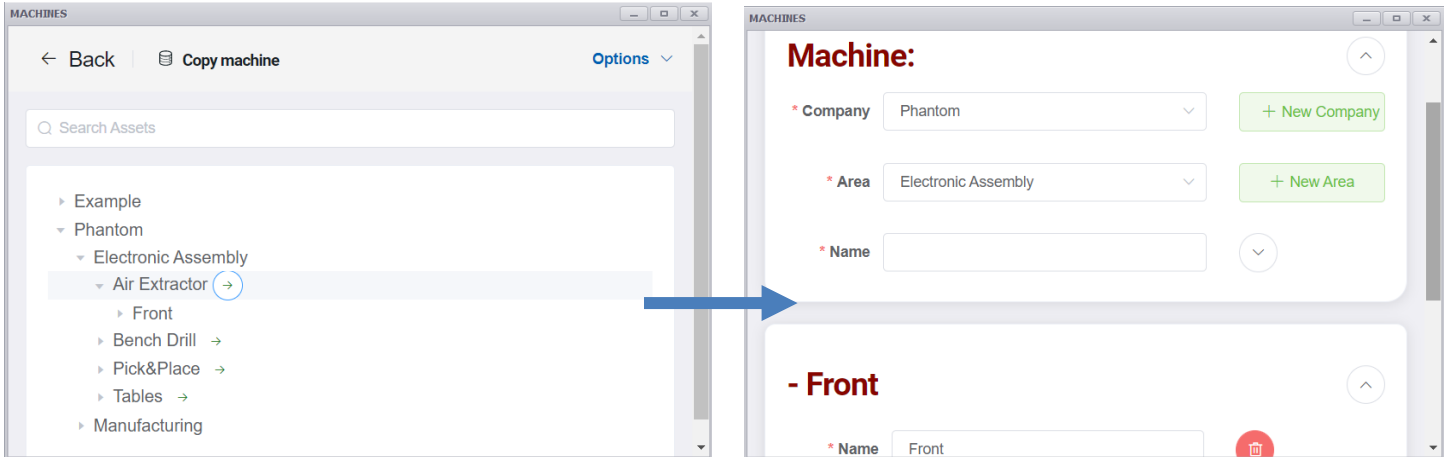 MACHINES
Back
Copy machine
Options
Search Assets
Example
Phantom
Electronic Assembly
Air Extractor
Front
Bench Drill
Pick&Place
Tables
Manufacturing
MACHINES
Machine:
* Company Phantom + New Company
* Area Electronic Assembly + New Area
* Name
- Front
* Name Front